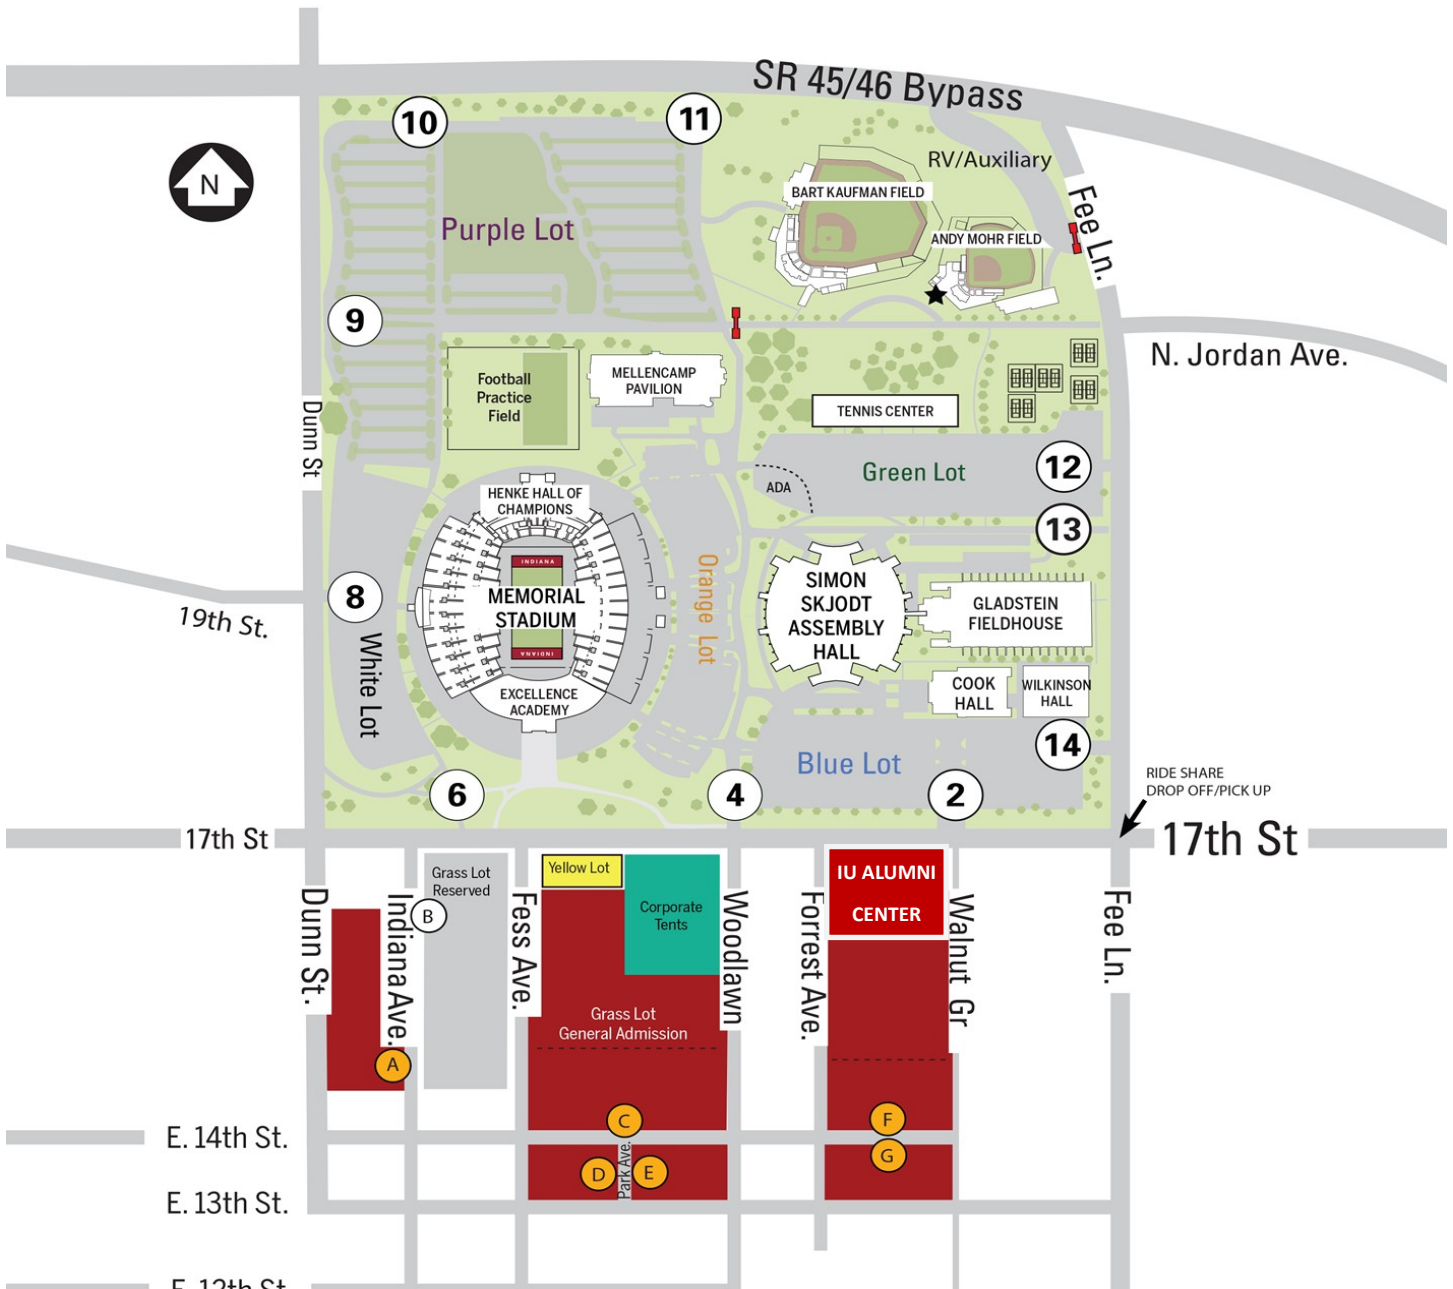 SR 45/46 Bypass
10
11
N
RV/Auxiliary
BART KAUFMAN FIELD
Purple Lot
ANDY MOHR FIELD
Fee Ln.
9
N. Jordan Ave.
Football
Practice
Field
MELLENCAMP
PAVILION
TENNIS CENTER
Dunn St
Green Lot
12
ADA
HENKE HALL OF
CHAMPIONS
13
INDIANA
MEMORIAL
STADIUM
INDIANA
Orange Lot
SIMON
SKJODT
ASSEMBLY
HALL
GLADSTEIN
FIELDHOUSE
8
19th St.
White Lot
EXCELLENCE
ACADEMY
COOK
HALL
WILKINSON
HALL
14
Blue Lot
6
4
2
RIDE SHARE
DROP OFF/PICK UP
17th St
17th St
Grass Lot
Reserved
Yellow Lot
Corporate
Tents
IU ALUMNI
CENTER
B
Dunn St.
Indiana Ave.
Fess Ave.
Woodlawn
Forrest Ave.
Walnut Gr
Fee Ln.
Grass Lot
General Admission
A
C
F
E. 14th St.
D
Park Ave.
E
G
E. 13th St.
E. 12th St.